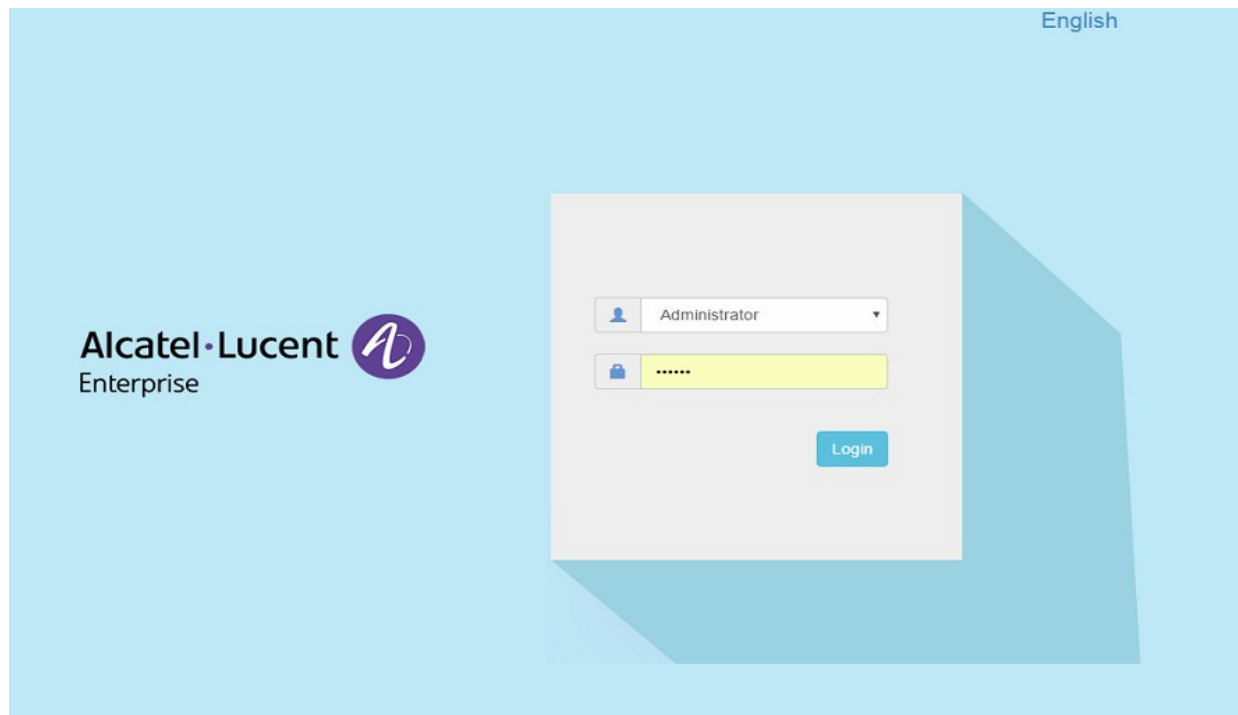 English
Alcatel·Lucent
Enterprise
Administrator
••••••
Login